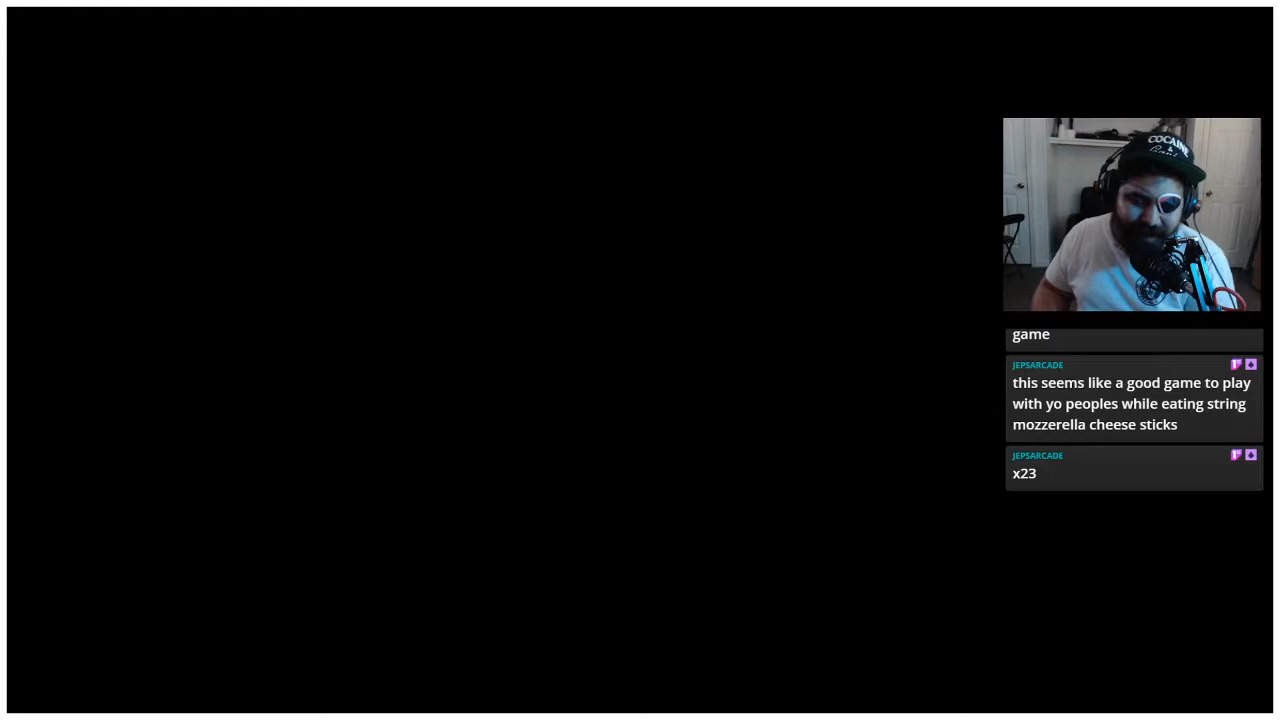 COCAINE
&
game
JEPSARCADE
this seems like a good game to play
with yo peoples while eating string
mozzerella cheese sticks
JEPSARCADE
x23